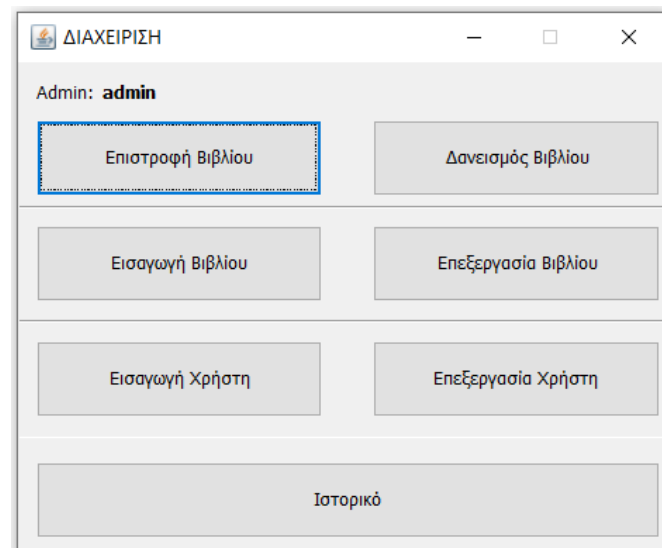 ΔΙΑΧΕΙΡΙΣΗ
Admin: admin
Επιστροφή Βιβλίου
Δανεισμός Βιβλίου
Εισαγωγή Βιβλίου
Επεξεργασία Βιβλίου
Εισαγωγή Χρήστη
Επεξεργασία Χρήστη
Ιστορικό